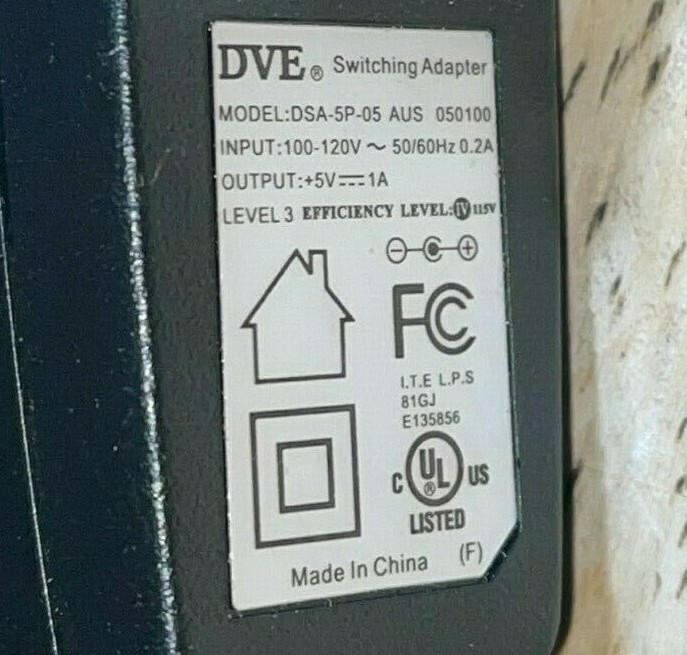 DVE® Switching Adapter
MODEL:DSA-5P-05 AUS 050100
INPUT:100-120V ~ 50/60Hz 0.2A
OUTPUT:+5V⎓1A
LEVEL 3 EFFICIENCY LEVEL:IV 115V
FC
I.T.E L.P.S
81GJ
E135856
C UL® US
LISTED
Made In China (F)